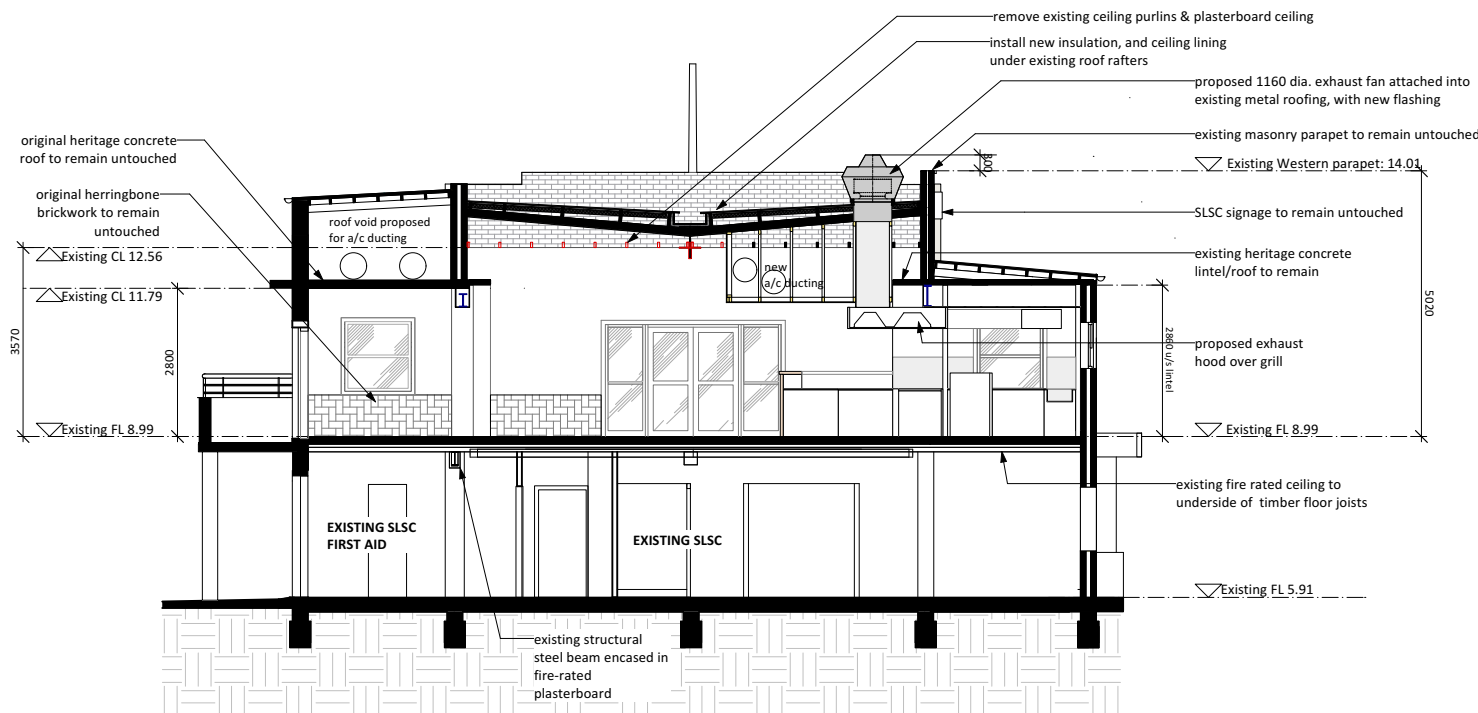 remove existing ceiling purlins & plasterboard ceiling
install new insulation, and ceiling lining
under existing roof rafters
proposed 1160 dia. exhaust fan attached into
existing metal roofing, with new flashing
original heritage concrete
roof to remain untouched
existing masonry parapet to remain untouched
800
Existing Western parapet: 14.01
original herringbone
brickwork to remain
untouched
SLSC signage to remain untouched
roof void proposed
for a/c ducting
Existing CL 12.56
existing heritage concrete
lintel/roof to remain
new
a/c ducting
Existing CL 11.79
5020
3570
2800
2860 u/s lintel
proposed exhaust
hood over grill
Existing FL 8.99
Existing FL 8.99
existing fire rated ceiling to
underside of timber floor joists
EXISTING SLSC
FIRST AID
EXISTING SLSC
Existing FL 5.91
existing structural
steel beam encased in
fire-rated
plasterboard